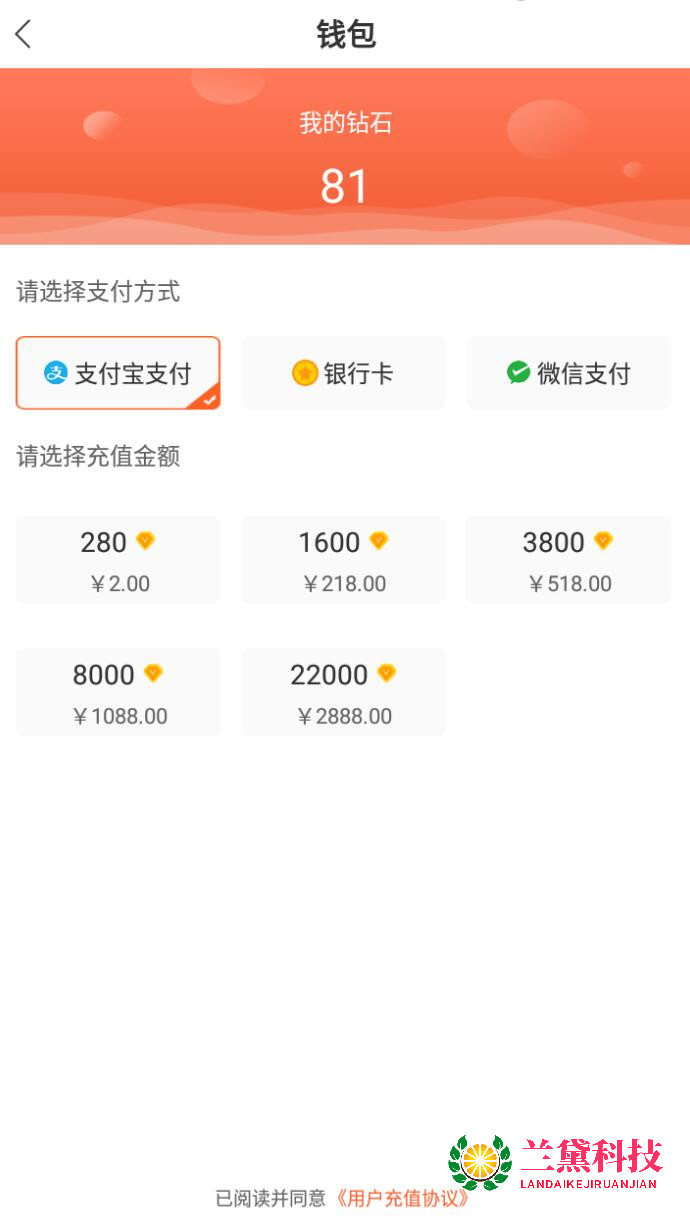 钱包
我的钻石
81
请选择支付方式
支付宝支付
银行卡
微信支付
请选择充值金额
280
1600
3800
￥2.00
￥218.00
￥518.00
8000
22000
￥1088.00
￥2888.00
兰黛科技
LANDAIKEJIRUANJIAN
已阅读并同意《用户充值协议》